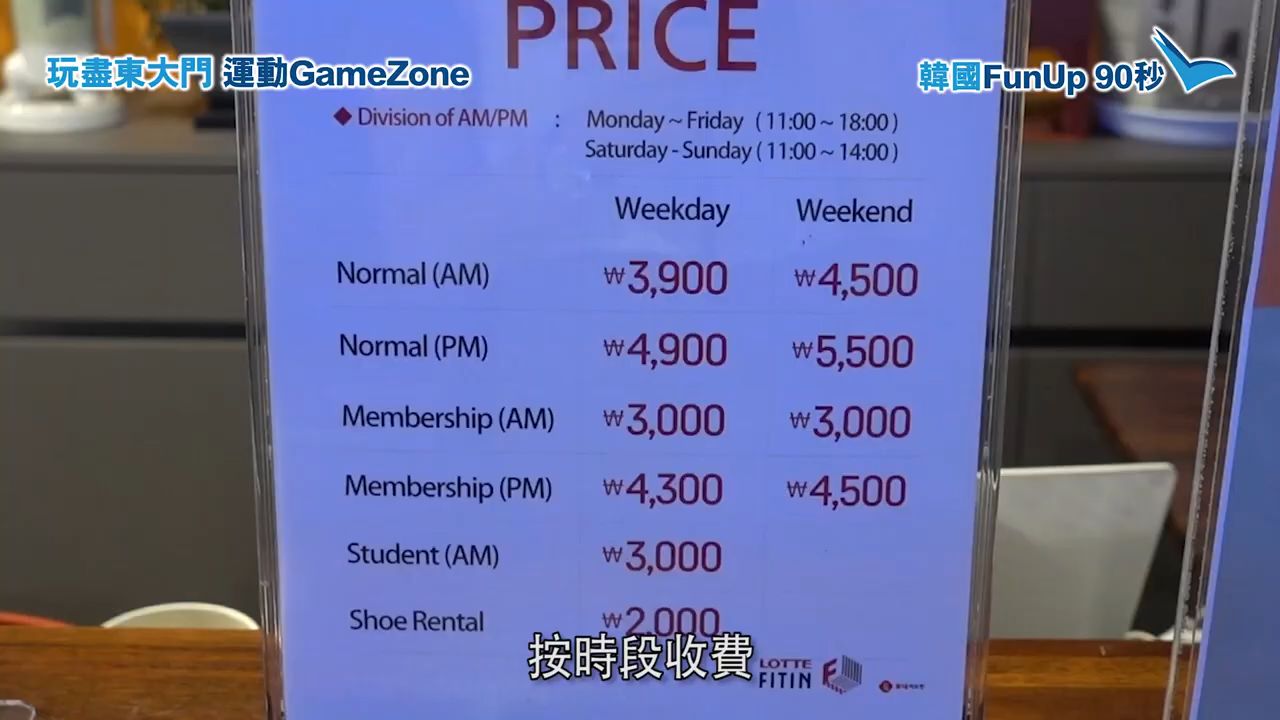 PRICE
玩盡東大門 運動GameZone
韓國FunUp 90秒
◆ Division of AM/PM : Monday ~ Friday ( 11:00 ~ 18:00 )
Saturday - Sunday ( 11:00 ~ 14:00 )
Weekday Weekend
Normal (AM) ₩3,900 ₩4,500
Normal (PM) ₩4,900 ₩5,500
Membership (AM) ₩3,000 ₩3,000
Membership (PM) ₩4,300 ₩4,500
Student (AM) ₩3,000
Shoe Rental ₩2,000
按時段收費
LOTTE
FITIN